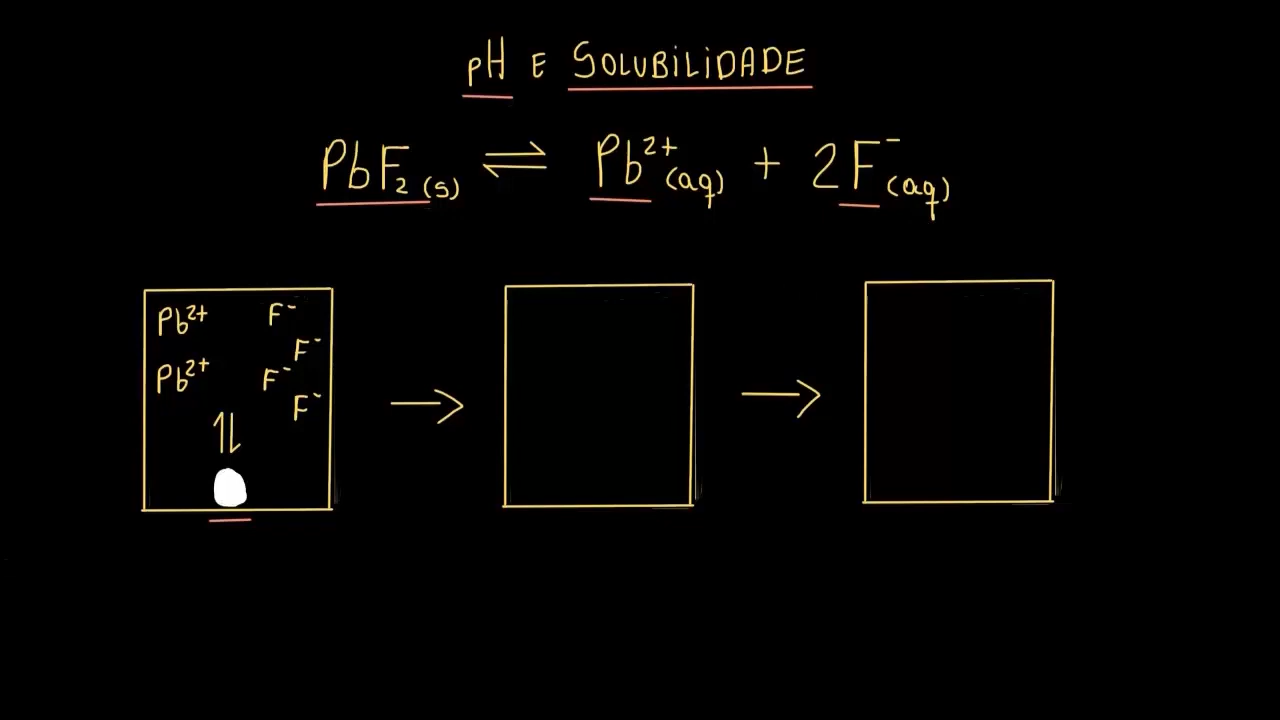 pH E SOLUBILIDADE
PbF₂(s) ⇌ Pb²⁺(aq) + 2F⁻(aq)
Pb²⁺ F⁻
F⁻
Pb²⁺ F⁻
F⁻